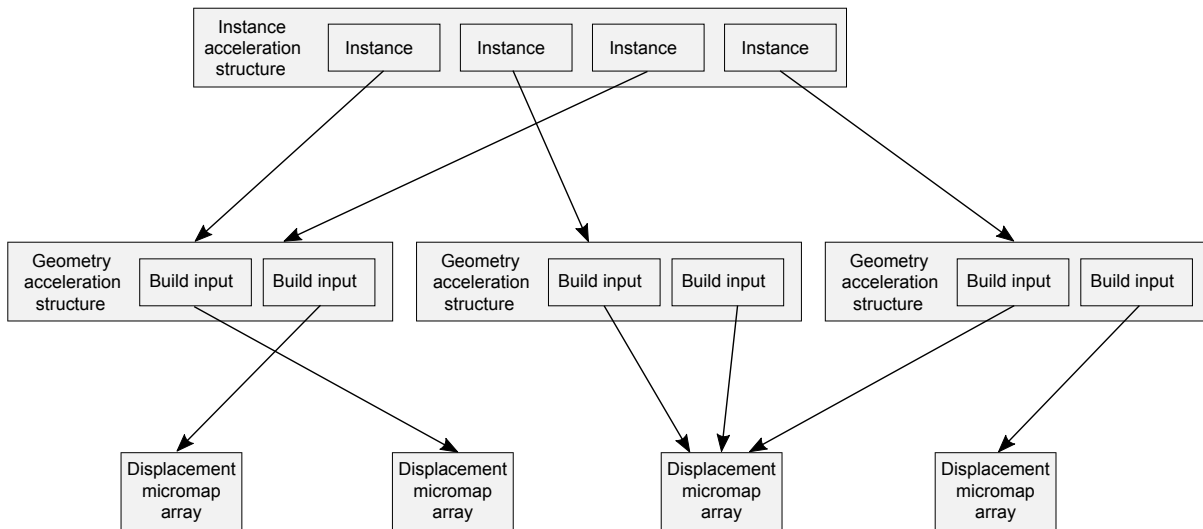 Instance
acceleration
structure
Instance
Instance
Instance
Instance
Geometry
acceleration
structure
Build input
Build input
Geometry
acceleration
structure
Build input
Build input
Geometry
acceleration
structure
Build input
Build input
Displacement
micromap
array
Displacement
micromap
array
Displacement
micromap
array
Displacement
micromap
array